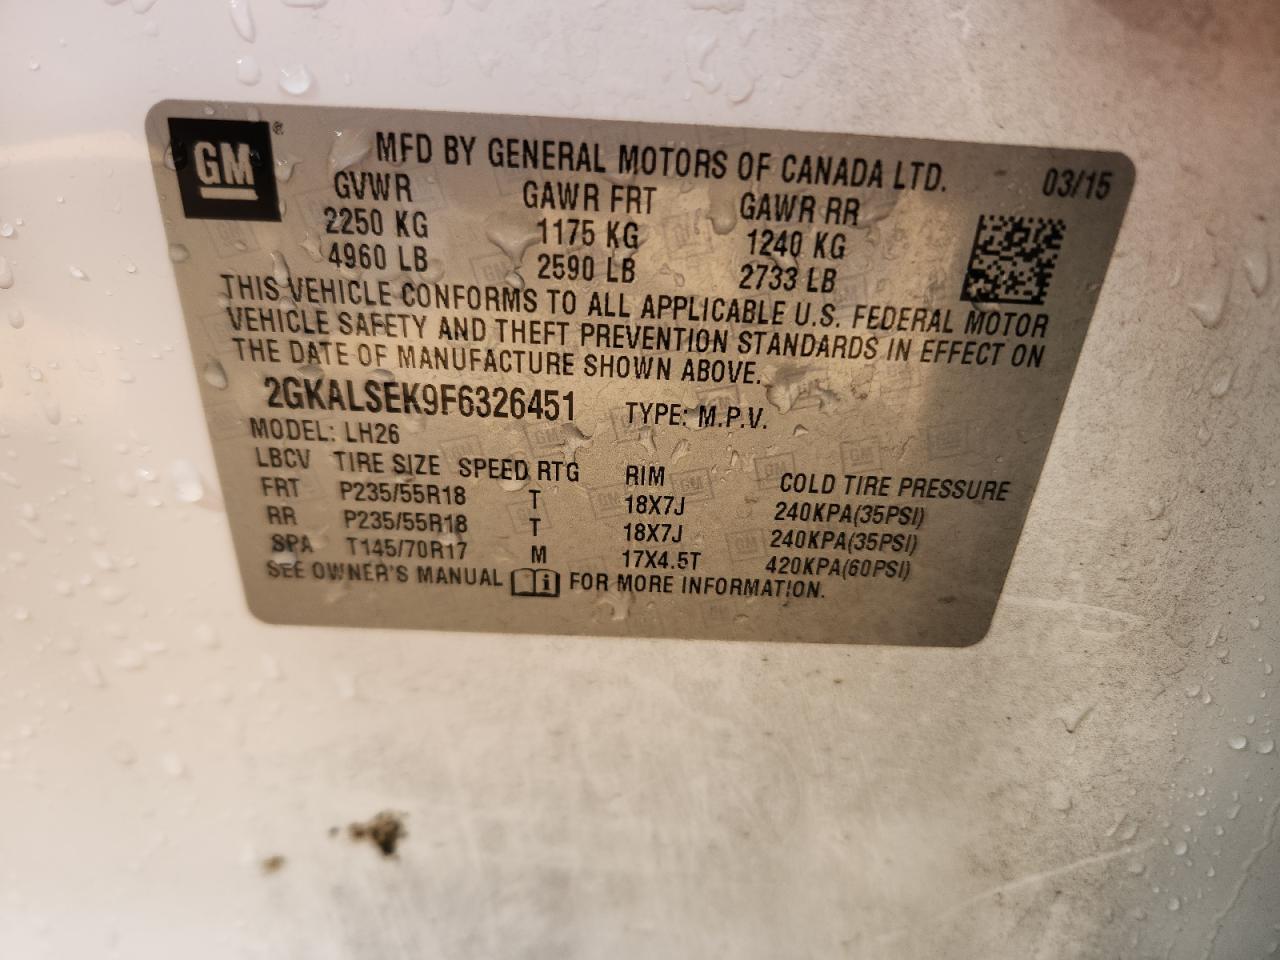 GM ®
MFD BY GENERAL MOTORS OF CANADA LTD. 03/15
GVWR GAWR FRT GAWR RR
2250 KG 1175 KG 1240 KG
4960 LB 2590 LB 2733 LB
THIS VEHICLE CONFORMS TO ALL APPLICABLE U.S. FEDERAL MOTOR
VEHICLE SAFETY AND THEFT PREVENTION STANDARDS IN EFFECT ON
THE DATE OF MANUFACTURE SHOWN ABOVE.
2GKALSEK9F6326451 TYPE: M.P.V.
MODEL: LH26
LBCV TIRE SIZE SPEED RTG RIM COLD TIRE PRESSURE
FRT P235/55R18 T 18X7J 240KPA(35PSI)
RR P235/55R18 T 18X7J 240KPA(35PSI)
SPA T145/70R17 M 17X4.5T 420KPA(60PSI)
SEE OWNER'S MANUAL FOR MORE INFORMATION.